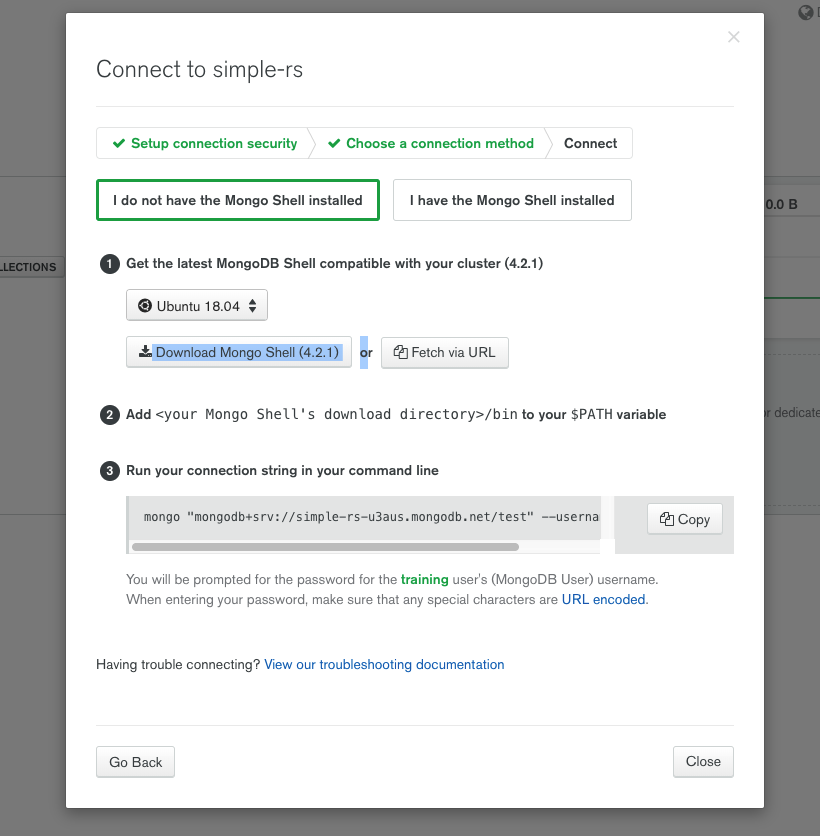 Connect to simple-rs
Setup connection security
Choose a connection method
Connect
I do not have the Mongo Shell installed
I have the Mongo Shell installed
0.0 B
LLECTIONS
1 Get the latest MongoDB Shell compatible with your cluster (4.2.1)
Ubuntu 18.04
Download Mongo Shell (4.2.1) or Fetch via URL
2 Add <your Mongo Shell's download directory>/bin to your $PATH variable
or dedicate
3 Run your connection string in your command line
mongo "mongodb+srv://simple-rs-u3aus.mongodb.net/test" --userna
Copy
You will be prompted for the password for the training user's (MongoDB User) username.
When entering your password, make sure that any special characters are URL encoded.
Having trouble connecting? View our troubleshooting documentation
Go Back
Close